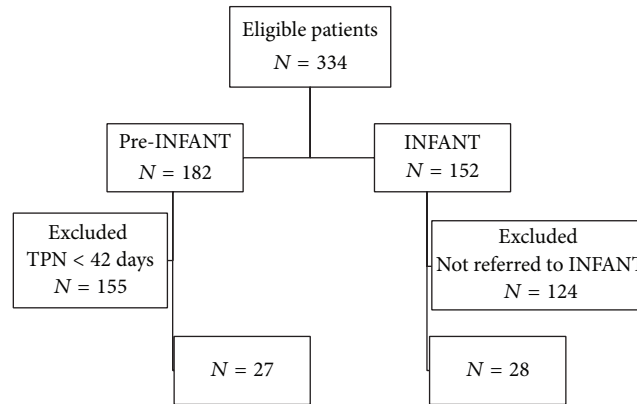 Eligible patients
N = 334
Pre-INFANT
N = 182
INFANT
N = 152
Excluded
TPN < 42 days
N = 155
Excluded
Not referred to INFANT
N = 124
N = 27
N = 28